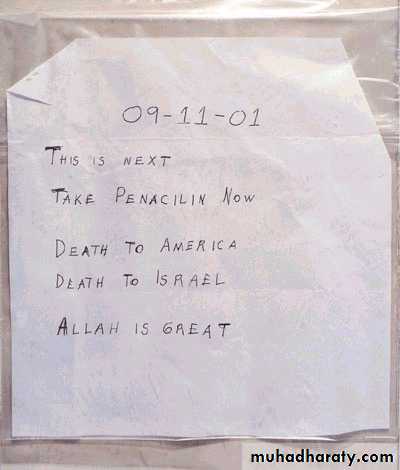 09-11-01
THIS IS NEXT
TAKE PENACILIN NOW
DEATH TO AMERICA
DEATH TO ISRAEL
ALLAH IS GREAT
muhadharaty.com